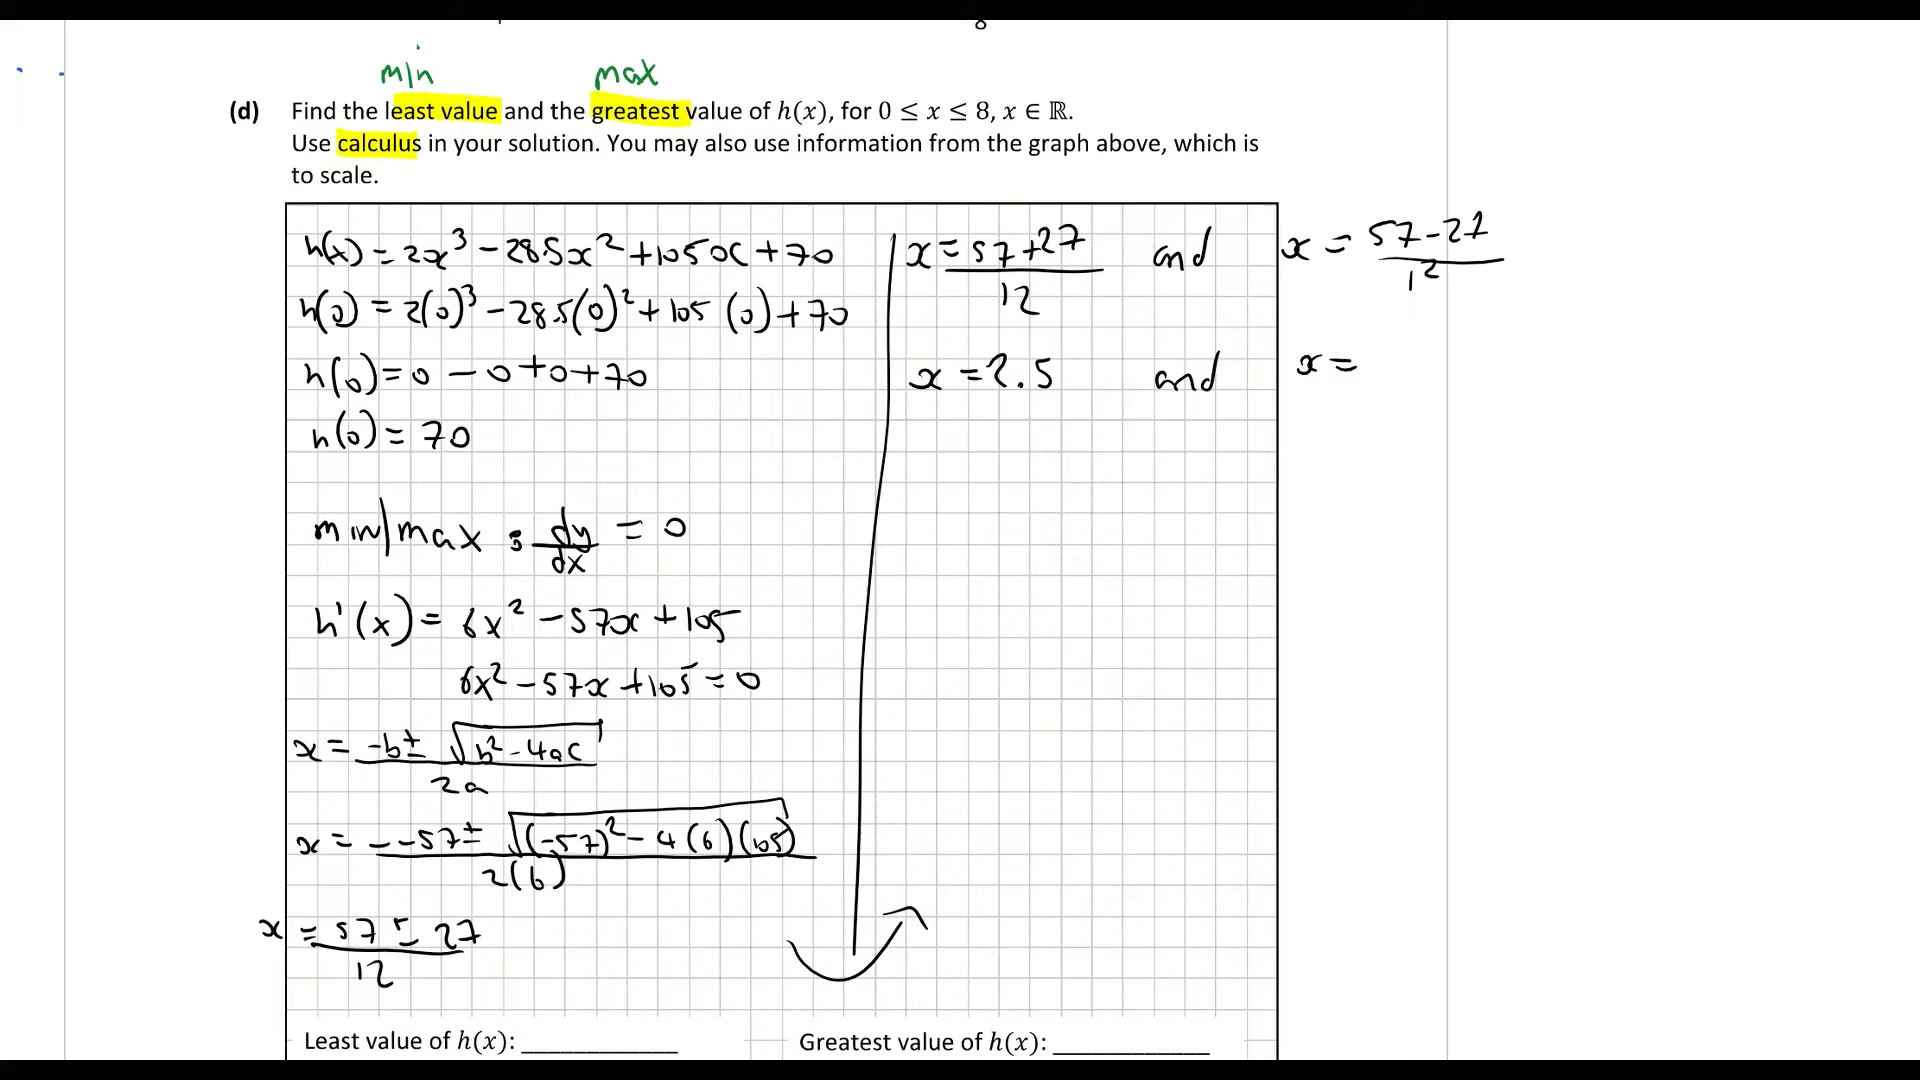 8
min max
(d) Find the least value and the greatest value of h(x), for 0 ≤ x ≤ 8, x ∈ ℝ.
Use calculus in your solution. You may also use information from the graph above, which is
to scale.
h(x) = 2x³ − 28.5x² + 105x + 70
h(0) = 2(0)³ − 28.5(0)² + 105(0) + 70
h(0) = 0 − 0 + 0 + 70
h(0) = 70
min/max : dy/dx = 0
h'(x) = 6x² − 57x + 105
6x² − 57x + 105 = 0
x = −b ± √(b² − 4ac) / 2a
x = − −57 ± √((−57)² − 4(6)(105)) / 2(6)
x = 57 ± 27 / 12
x = 57 + 27 / 12 and x = 57 − 27 / 12
x = 2.5 and x =
Least value of h(x): ____________ Greatest value of h(x): ____________